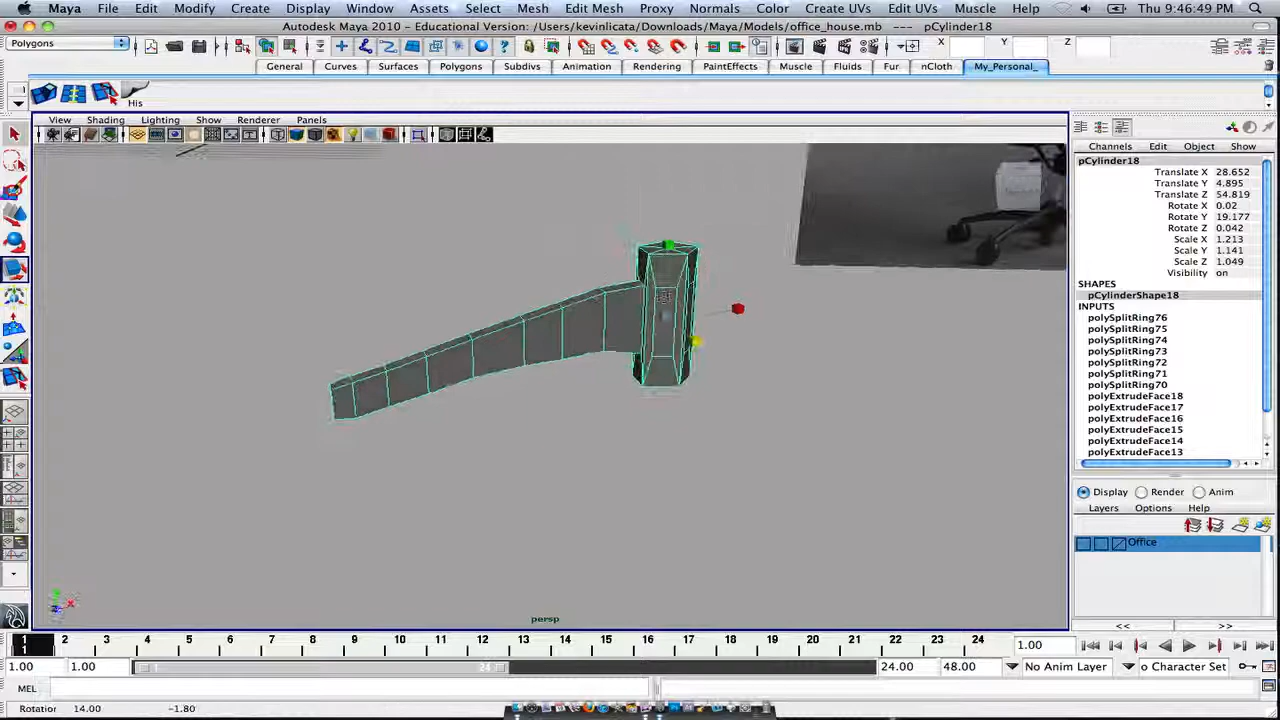 Maya File Edit Modify Create Display Window Assets Select Mesh Edit Mesh Proxy Normals Color Create UVs Edit UVs Muscle Help Thu 9:46:49 PM
Autodesk Maya 2010 - Educational Version: /Users/kevinlicata/Downloads/Maya/Models/office_house.mb --- pCylinder18
Polygons X Y Z
General Curves Surfaces Polygons Subdivs Animation Rendering PaintEffects Muscle Fluids Fur nCloth My_Personal_
His
View Shading Lighting Show Renderer Panels
Channels Edit Object Show
pCylinder18
Translate X 28.652
Translate Y 4.895
Translate Z 54.819
Rotate X 0.02
Rotate Y 19.177
Rotate Z 0.042
Scale X 1.213
Scale Y 1.141
Scale Z 1.049
Visibility on
SHAPES
pCylinderShape18
INPUTS
polySplitRing76
polySplitRing75
polySplitRing74
polySplitRing73
polySplitRing72
polySplitRing71
polySplitRing70
polyExtrudeFace18
polyExtrudeFace17
polyExtrudeFace16
polyExtrudeFace15
polyExtrudeFace14
polyExtrudeFace13
Display Render Anim
Layers Options Help
Office
persp
<< >>
1 2 3 4 5 6 7 8 9 10 11 12 13 14 15 16 17 18 19 20 21 22 23 24
1 1.00
1.00 1.00 1 24 24.00 48.00 No Anim Layer o Character Set
MEL
Rotation 14.00 -1.80